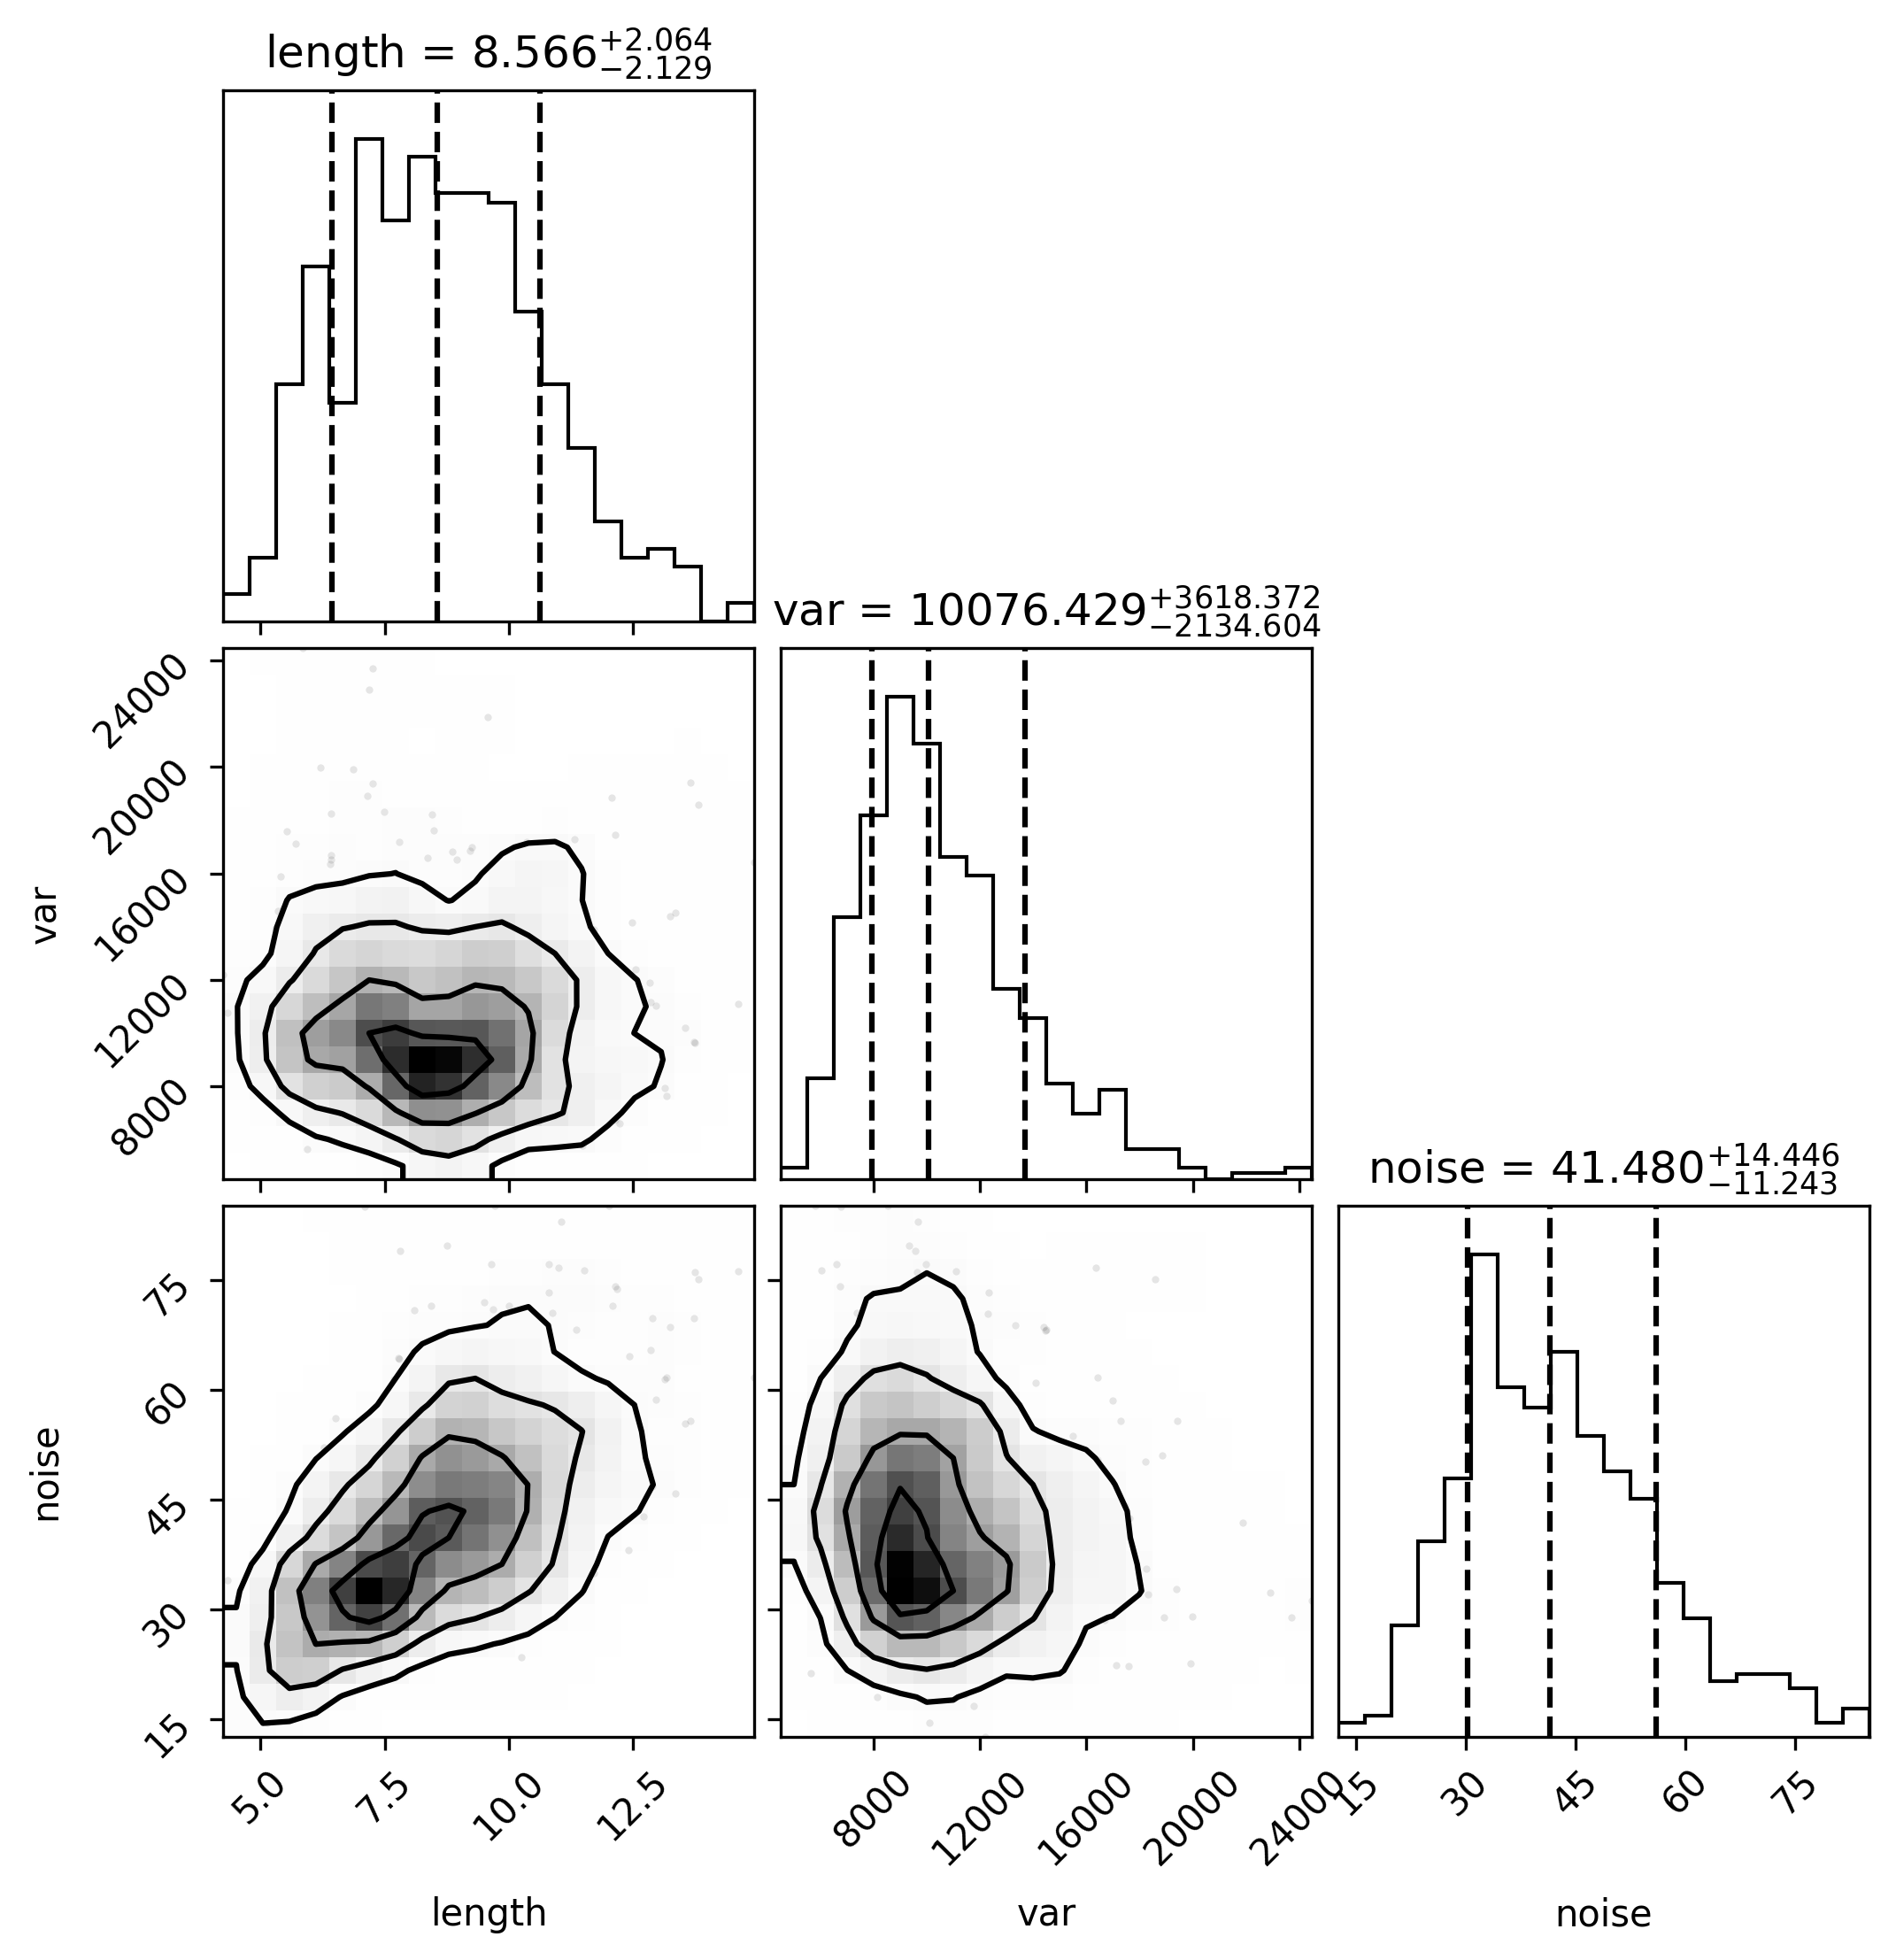 length = 8.566+2.064−2.129
var = 10076.429+3618.372−2134.604
24000
20000
16000
12000
8000
var
noise = 41.480+14.446−11.243
75
60
45
30
15
noise
5.0 7.5 10.0 12.5
8000 12000 16000 20000 24000
15 30 45 60 75
length var noise